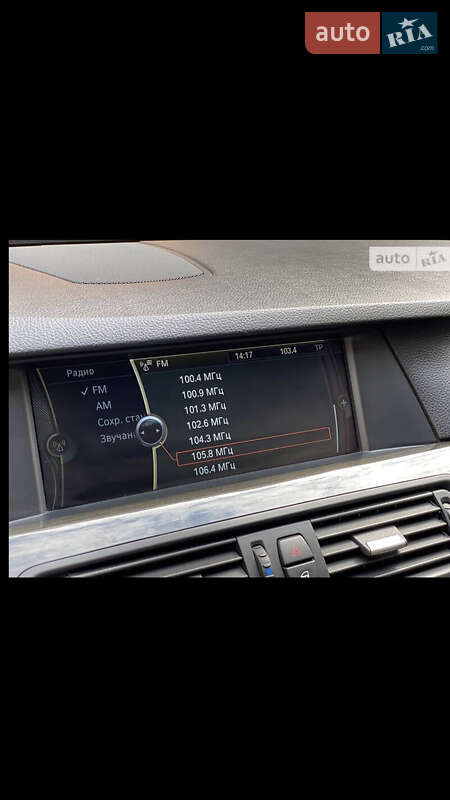 auto RIA .com
auto RIA
Радио
FM 14:17 103.4 TP
✓ FM
AM
Сохр. ста
Звучан
100.4 МГц
100.9 МГц
101.3 МГц
102.6 МГц
104.3 МГц
105.8 МГц
106.4 МГц